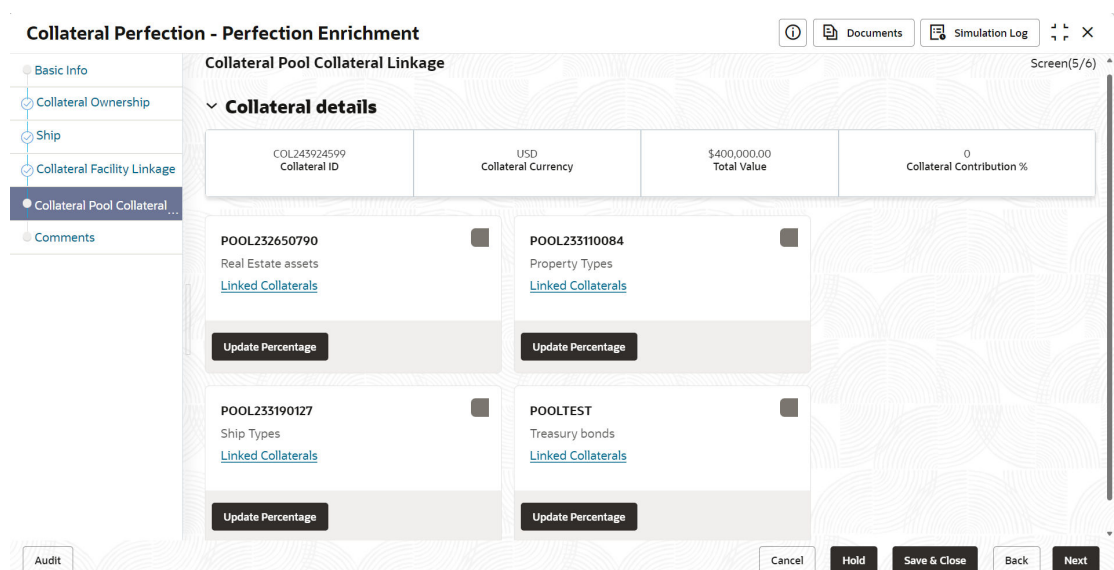 Collateral Perfection - Perfection Enrichment
Documents
Simulation Log
Basic Info
Collateral Ownership
Ship
Collateral Facility Linkage
Collateral Pool Collateral ...
Comments
Collateral Pool Collateral Linkage
Screen(5/6)
Collateral details
COL243924599
Collateral ID
USD
Collateral Currency
$400,000.00
Total Value
0
Collateral Contribution %
POOL232650790
Real Estate assets
Linked Collaterals
Update Percentage
POOL233110084
Property Types
Linked Collaterals
Update Percentage
POOL233190127
Ship Types
Linked Collaterals
Update Percentage
POOLTEST
Treasury bonds
Linked Collaterals
Update Percentage
Audit
Cancel
Hold
Save & Close
Back
Next